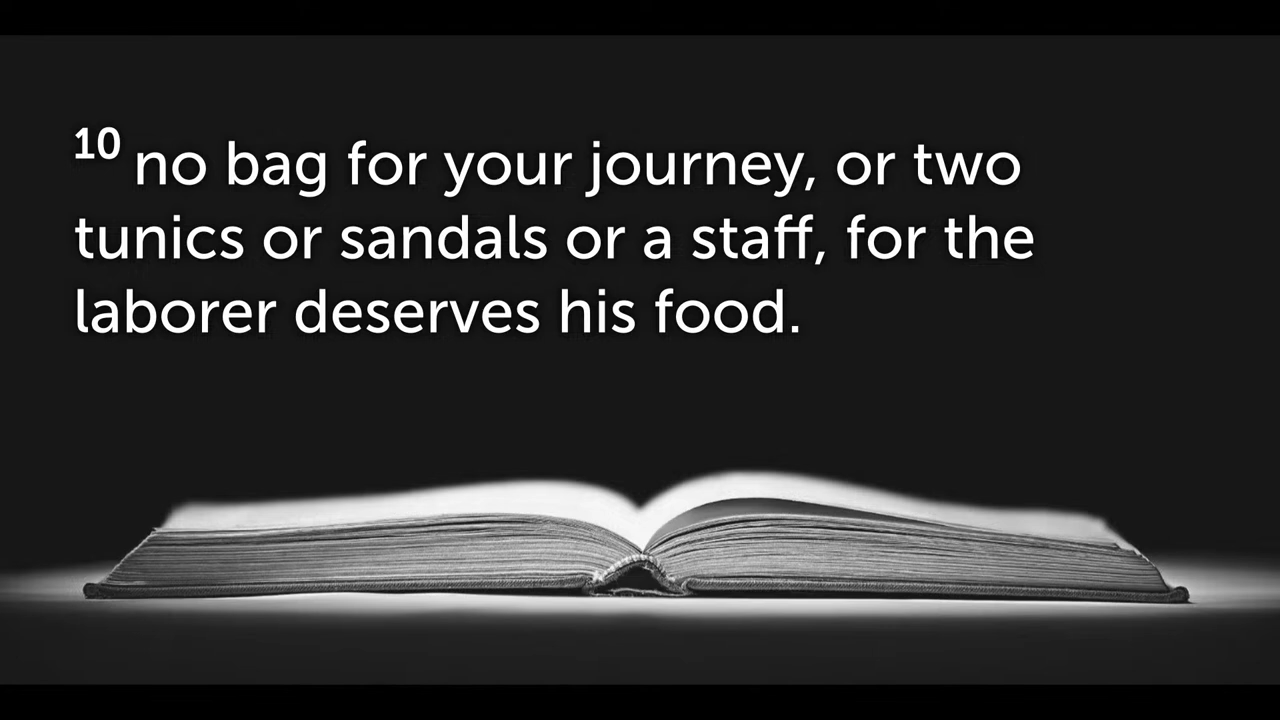 10 no bag for your journey, or two
tunics or sandals or a staff, for the
laborer deserves his food.